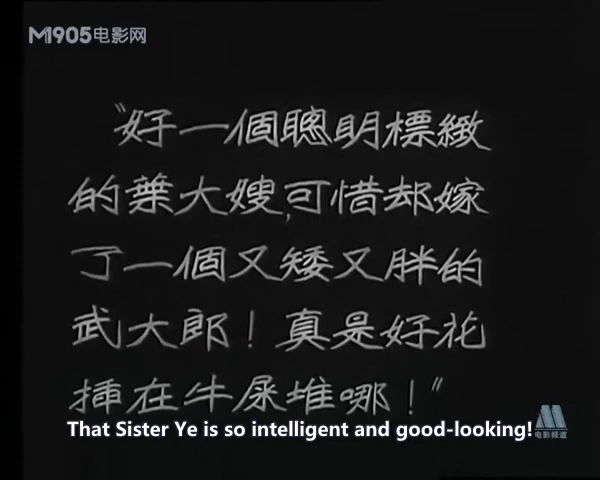 M1905电影网
“好一個聰明標緻
的葉大嫂,可惜却嫁
了一個又矮又胖的
武大郎！真是好花
插在牛屎堆哪！”
That Sister Ye is so intelligent and good-looking!
电影频道